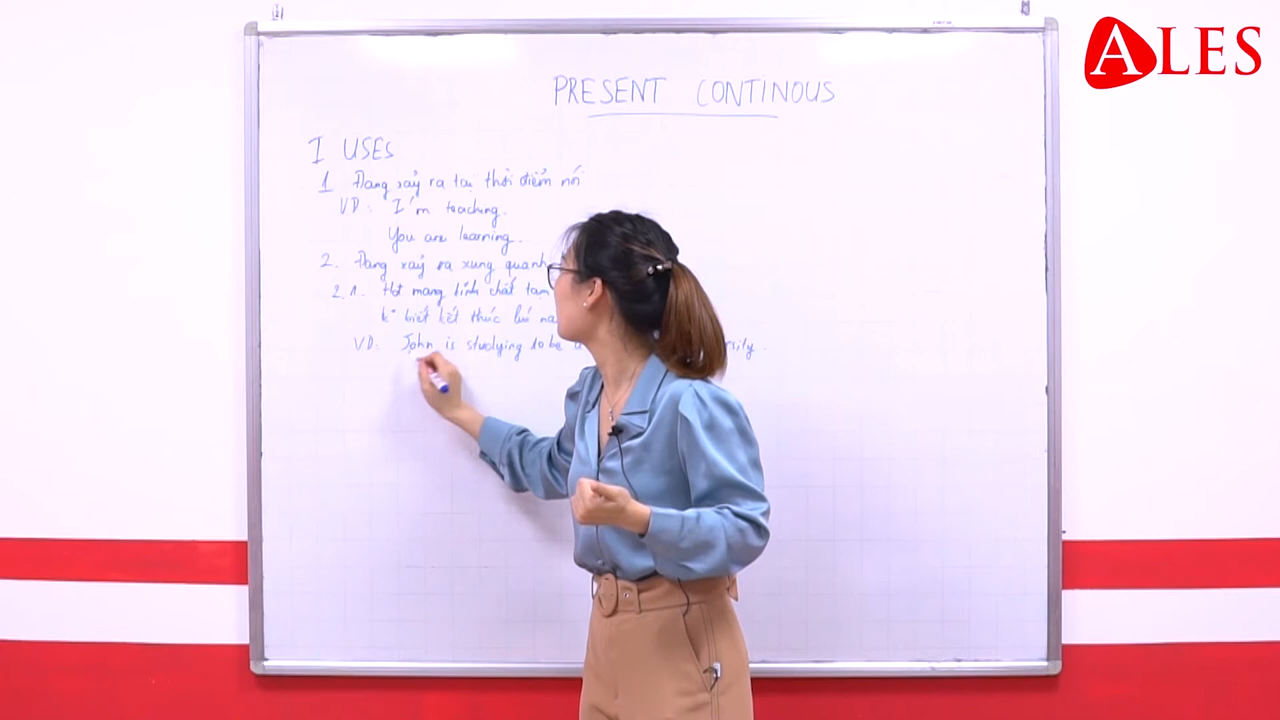 ALES
PRESENT CONTINOUS
I USES
1 Đang xảy ra tại thời điểm nói
VD: I'm teaching.
You are learning.
2. Đang xảy ra xung quanh
2.1. Hđ mang tính chất tạm
k° biết kết thúc lúc
VD: John is studying to be